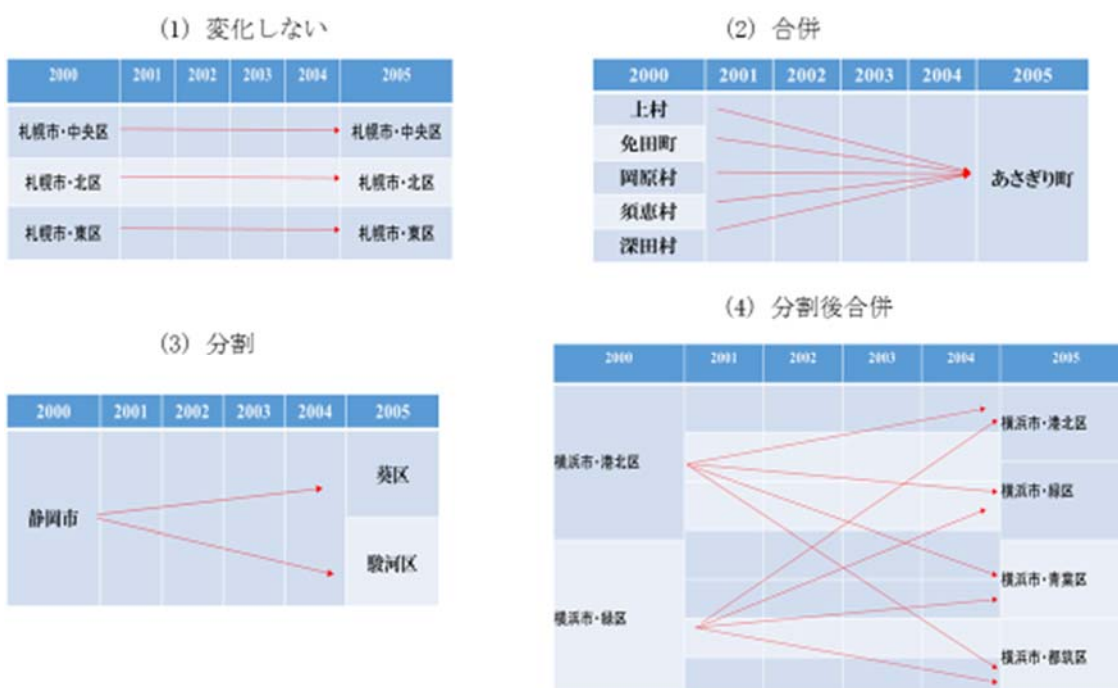 (1) 変化しない
2000 2001 2002 2003 2004 2005
札幌市・中央区 札幌市・中央区
札幌市・北区 札幌市・北区
札幌市・東区 札幌市・東区
(2) 合併
2000 2001 2002 2003 2004 2005
上村
免田町
岡原村 あさぎり町
須恵村
深田村
(3) 分割
2000 2001 2002 2003 2004 2005
葵区
静岡市
駿河区
(4) 分割後合併
2000 2001 2002 2003 2004 2005
横浜市・港北区
横浜市・港北区
横浜市・緑区
横浜市・青葉区
横浜市・緑区
横浜市・都筑区